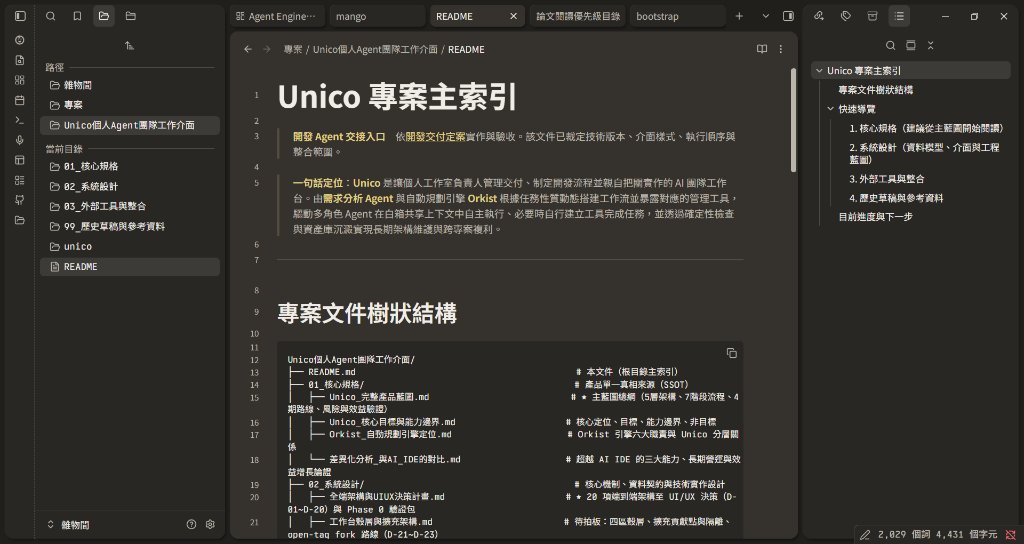 Agent Engine…
mango
README
論文閱讀優先級目錄
bootstrap
路徑
雜物間
專案
Unico個人Agent團隊工作介面
當前目錄
01_核心規格
02_系統設計
03_外部工具與整合
99_歷史草稿與參考資料
unico
README
雜物間
專案 / Unico個人Agent團隊工作介面 / README
1
Unico 專案主索引
2
3 開發 Agent 交接入口 依開發交付定案實作與驗收。該文件已裁定技術版本、介面樣式、執行順序與
整合範圍。
4
5 一句話定位：Unico 是讓個人工作室負責人管理交付、制定開發流程並親自把關實作的 AI 團隊工作
台。由需求分析 Agent 與自動規劃引擎 Orkist 根據任務性質動態搭建工作流並暴露對應的管理工具，
驅動多角色 Agent 在白箱共享上下文中自主執行、必要時自行建立工具完成任務，並透過確定性檢查
與資產庫沉澱實現長期架構維護與跨專案複利。
6
7
8
9 專案文件樹狀結構
10
11
12 Unico個人Agent團隊工作介面/
13 ├── README.md # 本文件（根目錄主索引）
14 ├── 01_核心規格/ # 產品單一真相來源（SSOT）
15 │ ├── Unico_完整產品藍圖.md # ★ 主藍圖總綱（5層架構、7階段流程、4
期路線、風險與效益驗證）
16 │ ├── Unico_核心目標與能力邊界.md # 核心定位、目標、能力邊界、非目標
17 │ ├── Orkist_自動規劃引擎定位.md # Orkist 引擎六大職責與 Unico 分層關
係
18 │ └── 差異化分析_與AI_IDE的對比.md # 超越 AI IDE 的三大能力、長期營運與效
益增長論證
19 ├── 02_系統設計/ # 核心機制、資料契約與技術實作設計
20 │ ├── 全端架構與UIUX決策計畫.md # ★ 20 項端到端架構至 UI/UX 決策（D-
01~D-20）與 Phase 0 驗證包
21 │ ├── 工作台殼層與擴充架構.md # 待拍板：四區殼層、擴充貢獻點與隔離、
open-tag fork 路線（D-21~D-23）
Unico 專案主索引
專案文件樹狀結構
快速導覽
1. 核心規格（建議從主藍圖開始閱讀）
2. 系統設計（資料模型、介面與工程
藍圖）
3. 外部工具與整合
4. 歷史草稿與參考資料
目前進度與下一步
2,029 個詞 4,431 個字元